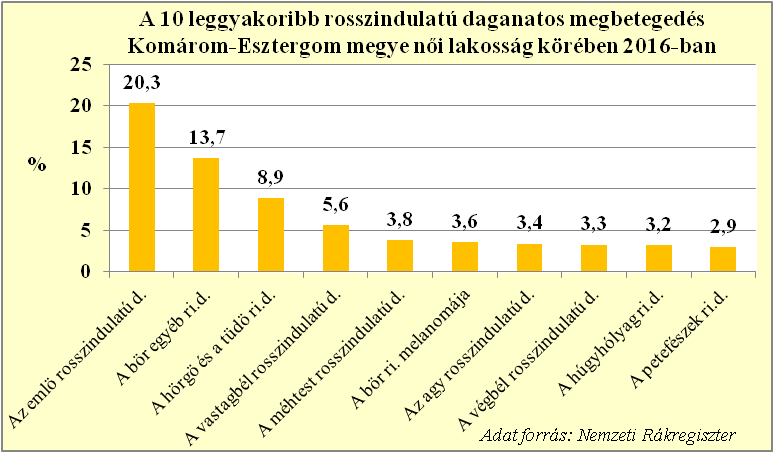 A 10 leggyakoribb rosszindulatú daganatos megbetegedés
Komárom-Esztergom megye női lakosság körében 2016-ban
%
25
20
15
10
5
0
20,3
13,7
8,9
5,6
3,8
3,6
3,4
3,3
3,2
2,9
Az emlő rosszindulatú d.
A bőr egyéb ri.d.
A hörgő és a tüdő ri.d.
A vastagbél rosszindulatú d.
A méhtest rosszindulatú d.
A bőr ri. melanomája
Az agy rosszindulatú d.
A végbél rosszindulatú d.
A húgyhólyag ri.d.
A petefészek ri.d.
Adat forrás: Nemzeti Rákregiszter